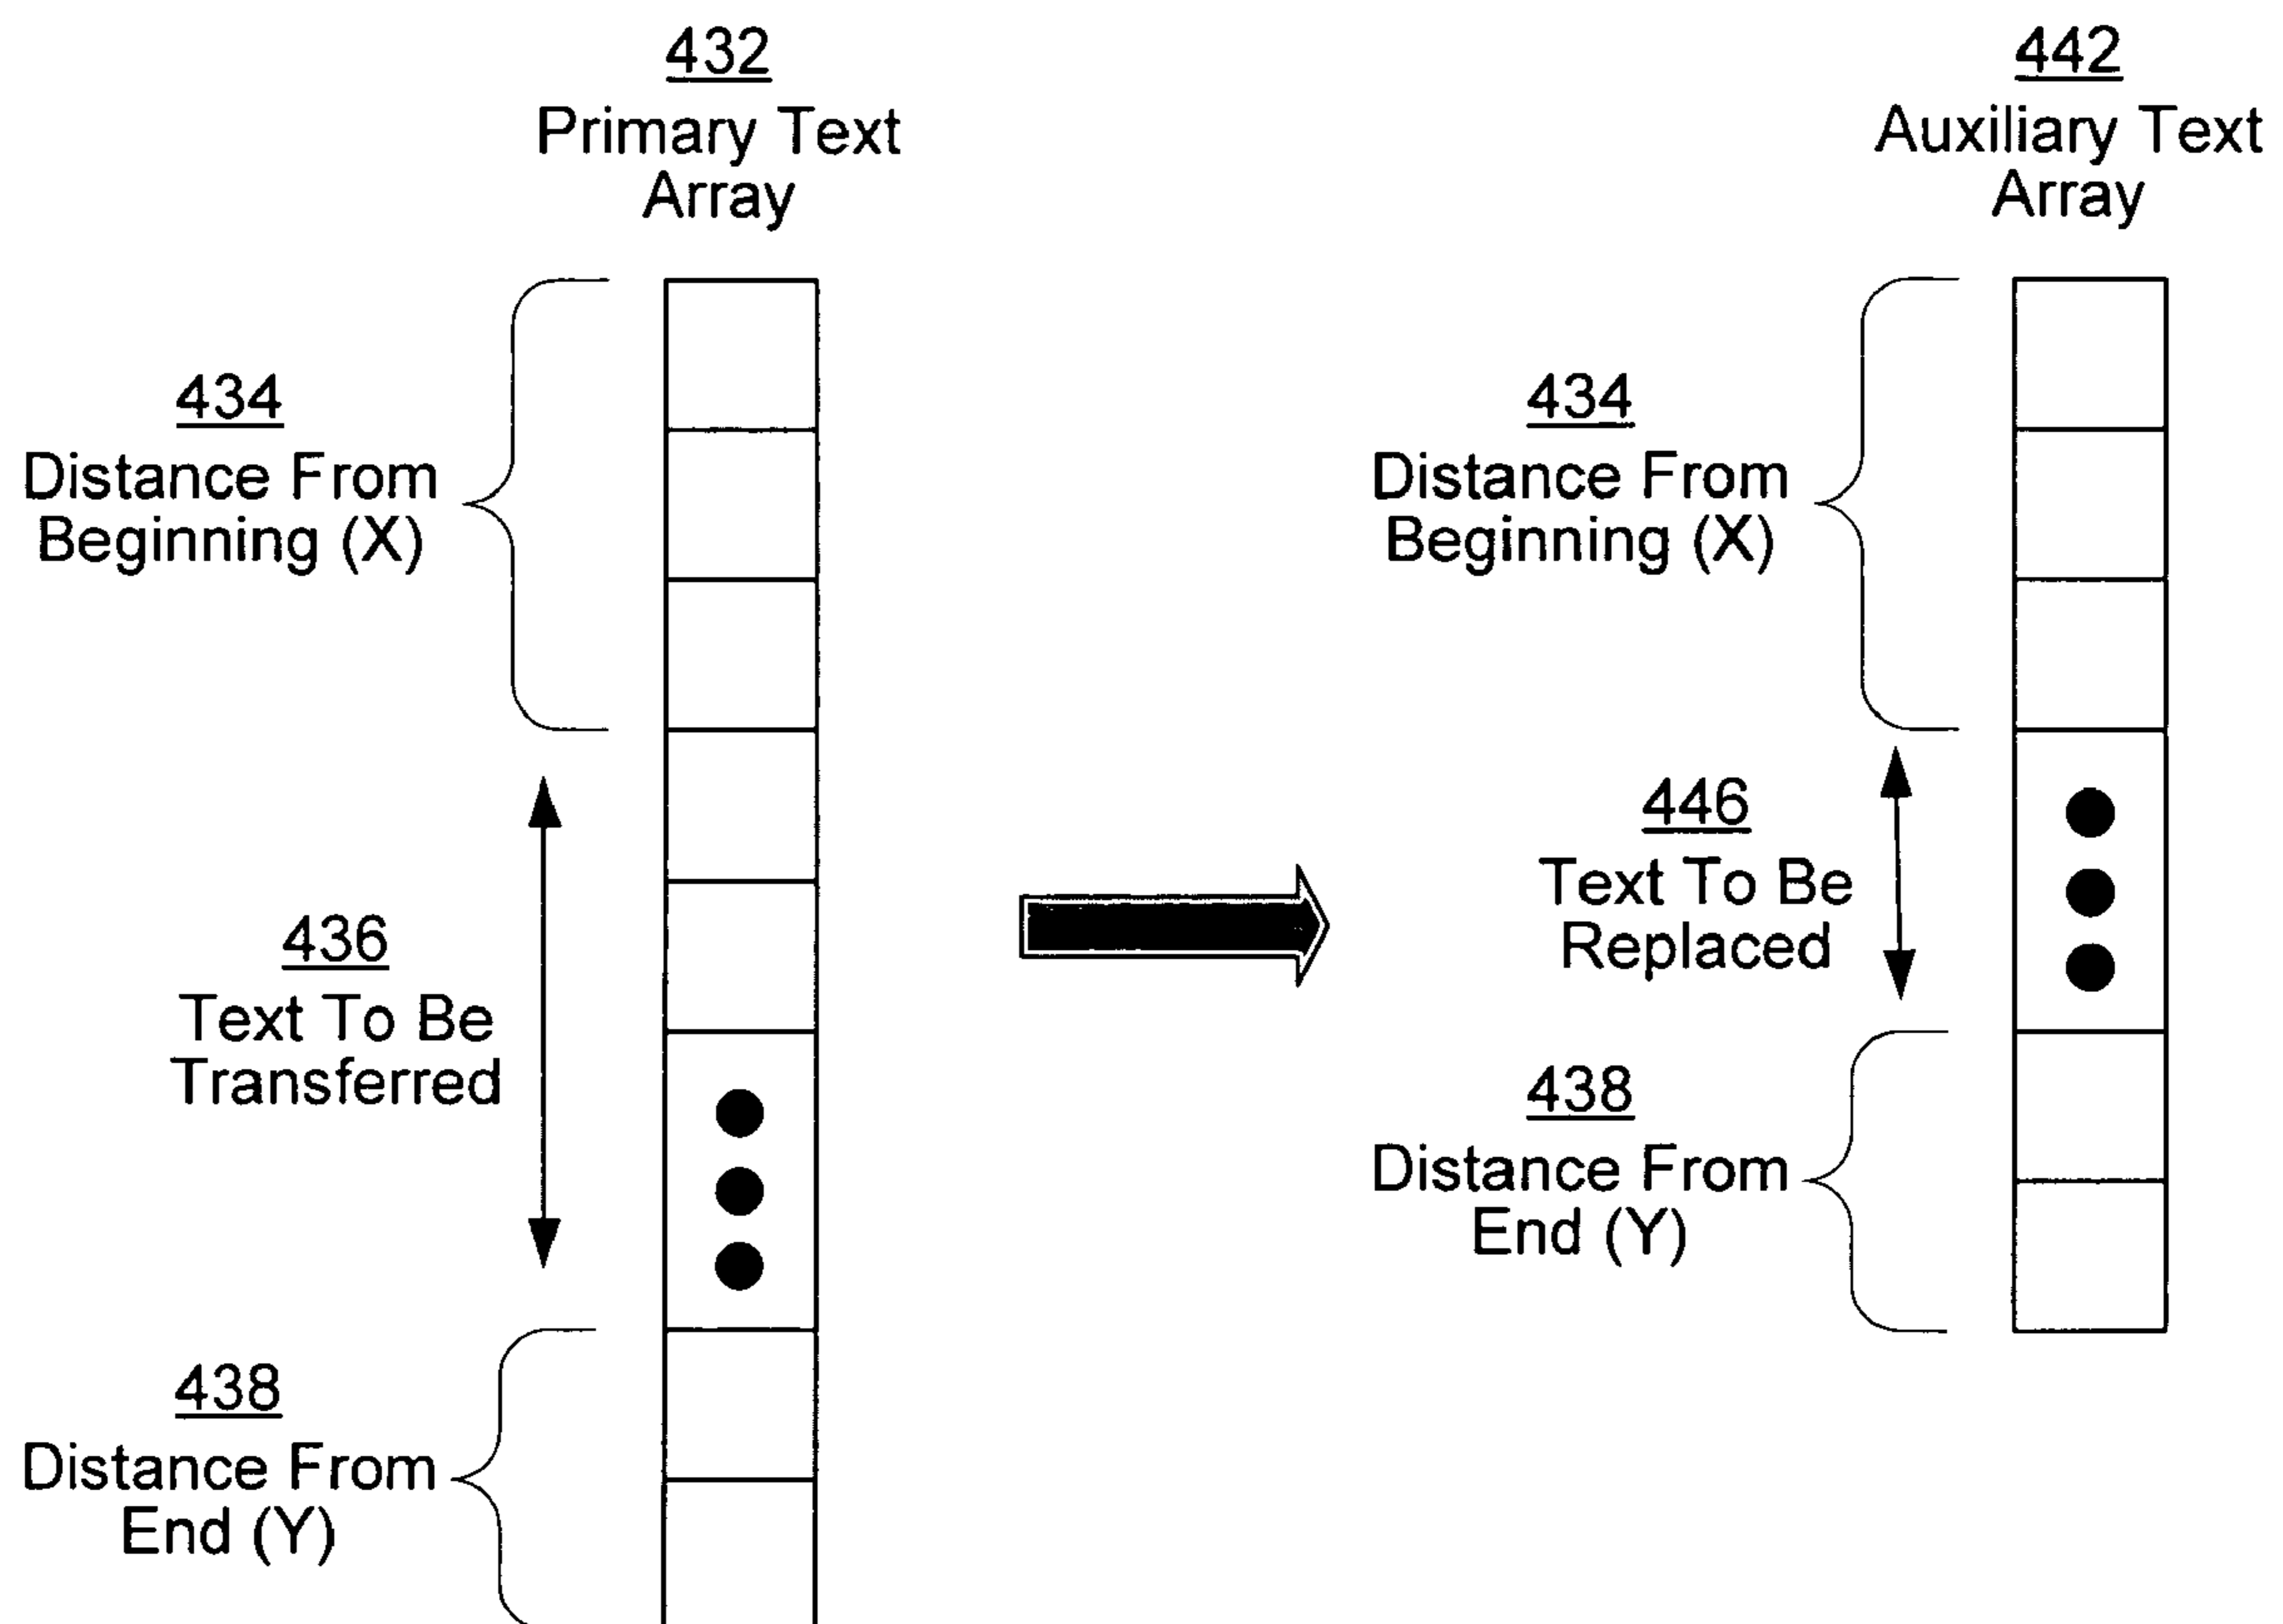 432
Primary Text
Array
434
Distance From
Beginning (X)
436
Text To Be
Transferred
438
Distance From
End (Y)
442
Auxiliary Text
Array
434
Distance From
Beginning (X)
446
Text To Be
Replaced
438
Distance From
End (Y)